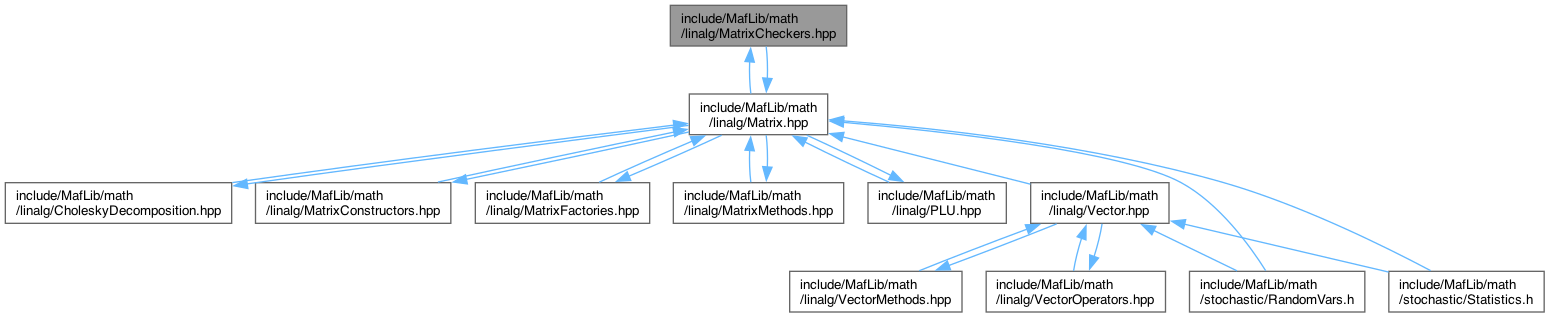 include/MafLib/math
/linalg/MatrixCheckers.hpp
include/MafLib/math
/linalg/Matrix.hpp
include/MafLib/math
/linalg/CholeskyDecomposition.hpp
include/MafLib/math
/linalg/MatrixConstructors.hpp
include/MafLib/math
/linalg/MatrixFactories.hpp
include/MafLib/math
/linalg/MatrixMethods.hpp
include/MafLib/math
/linalg/PLU.hpp
include/MafLib/math
/linalg/Vector.hpp
include/MafLib/math
/linalg/VectorMethods.hpp
include/MafLib/math
/linalg/VectorOperators.hpp
include/MafLib/math
/stochastic/RandomVars.h
include/MafLib/math
/stochastic/Statistics.h